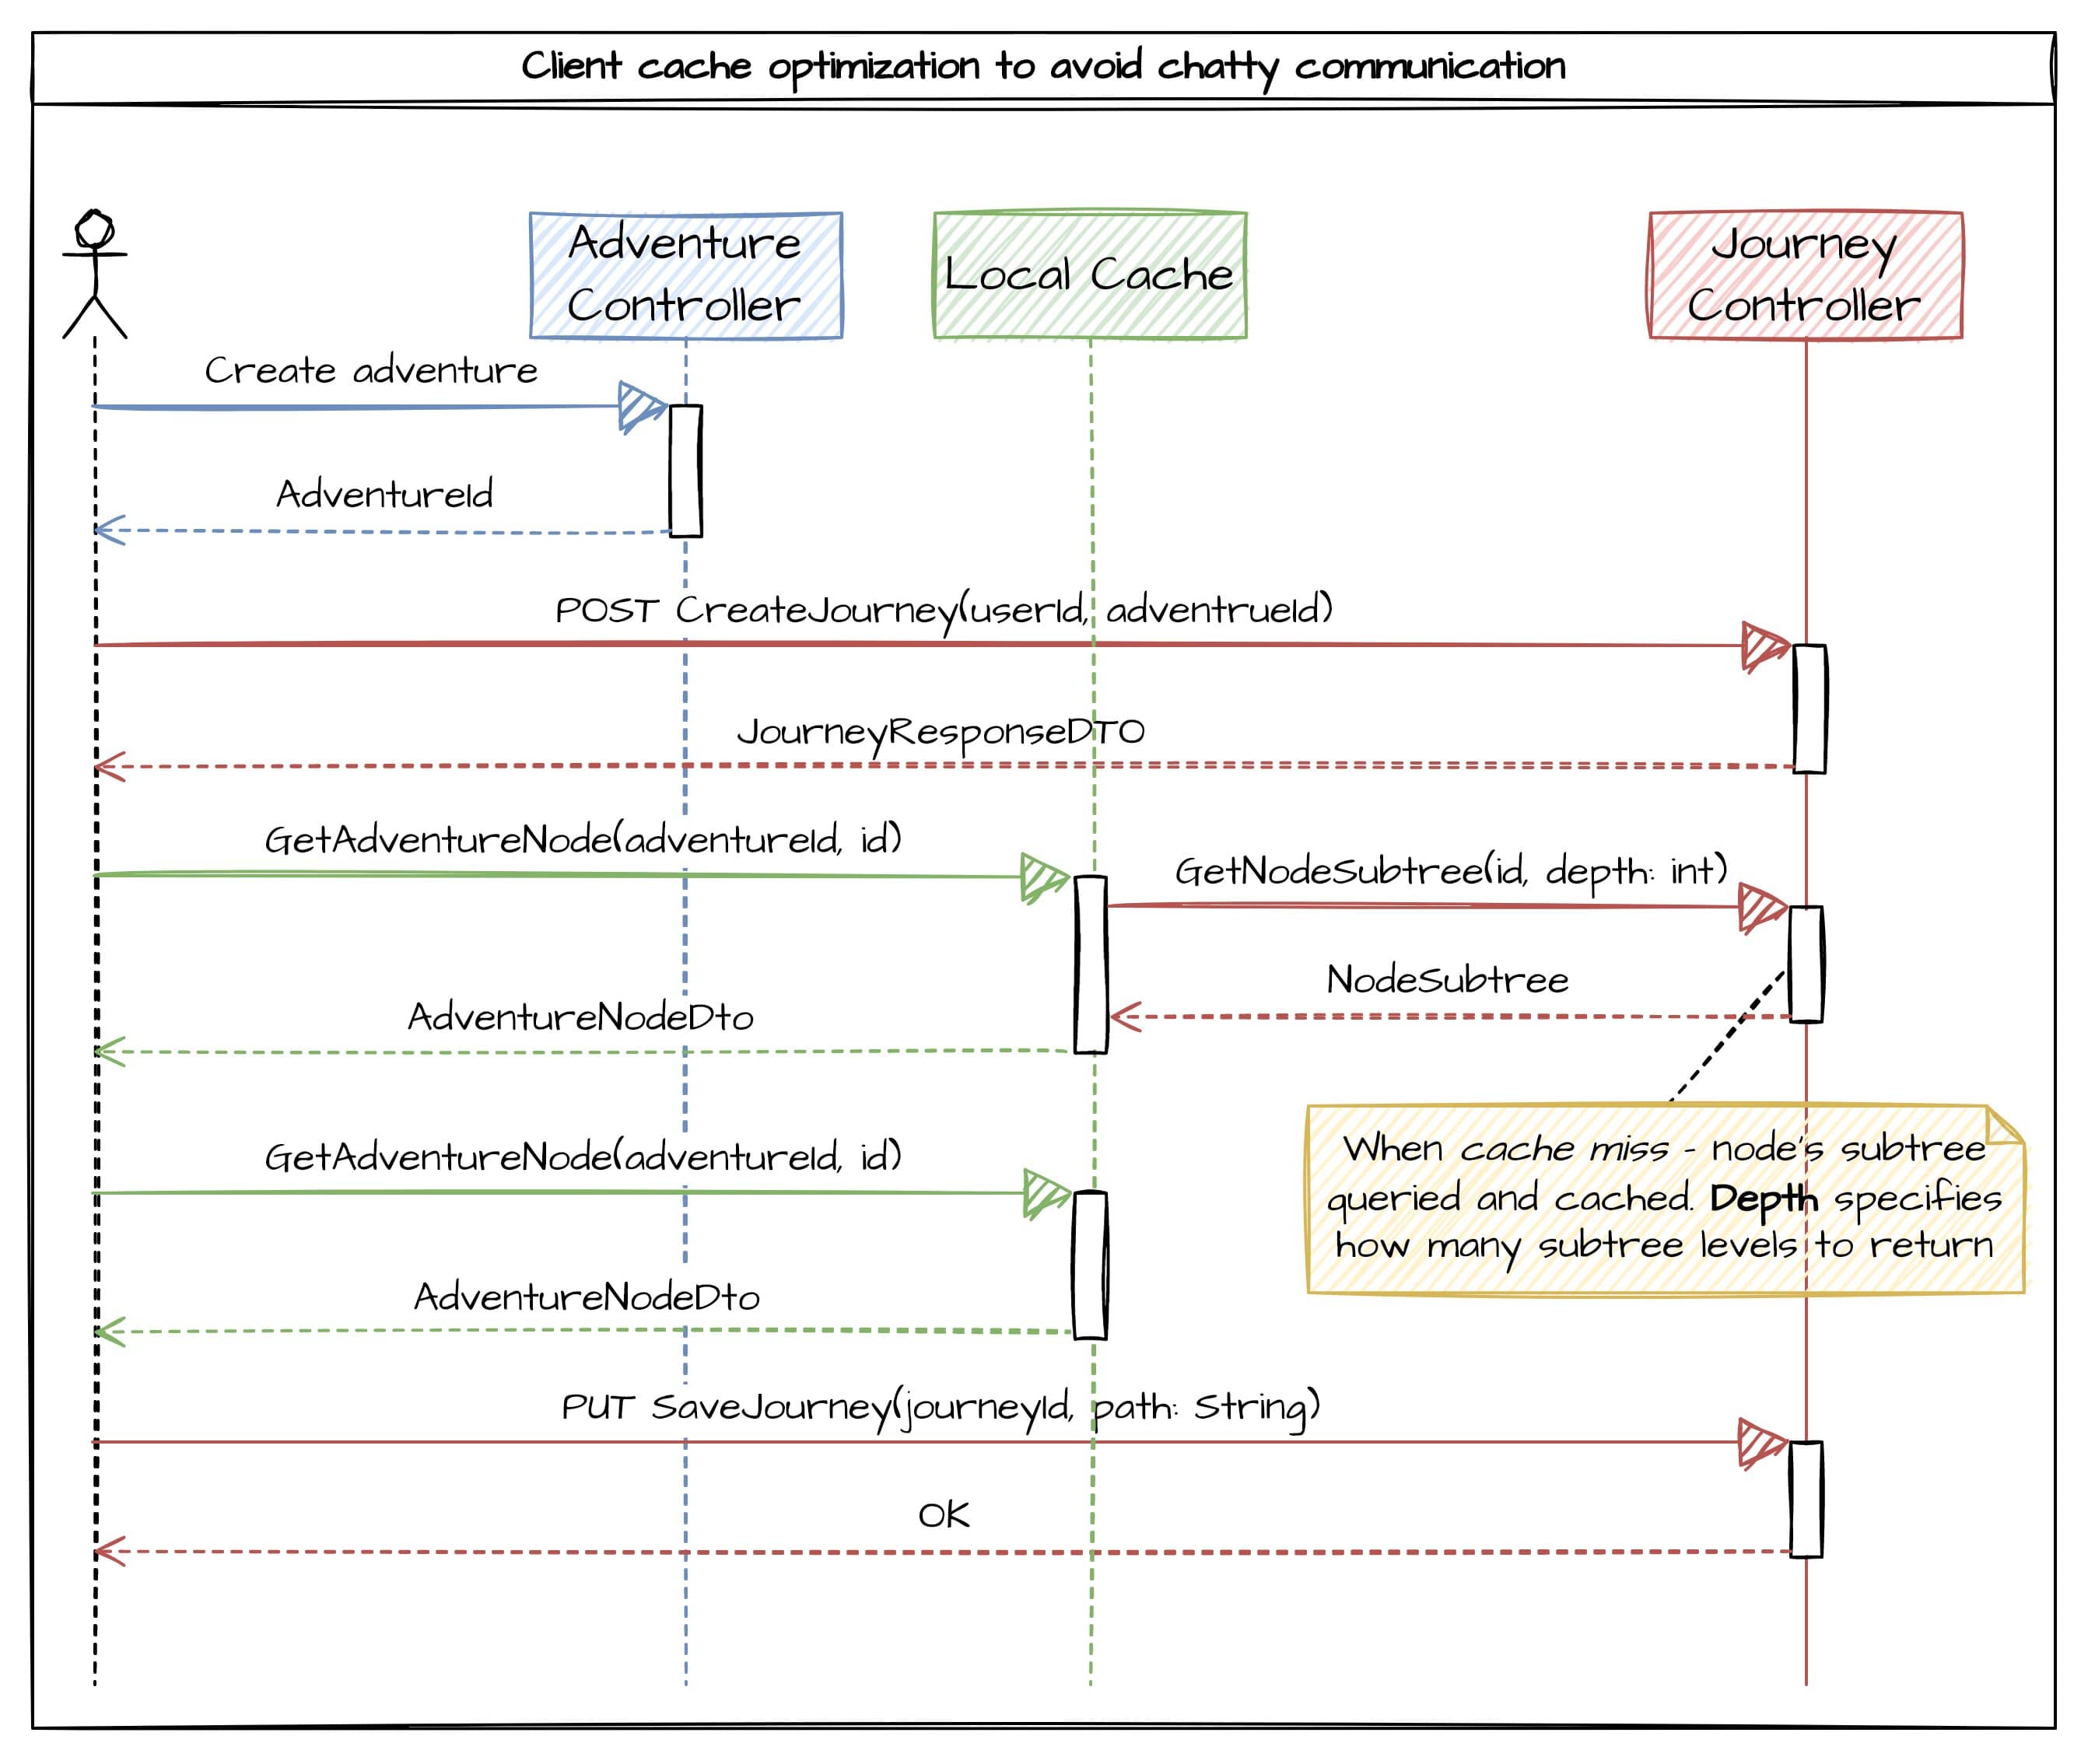 Client cache optimization to avoid chatty communication
Adventure
Controller
Local Cache
Journey
Controller
Create adventure
AdventureId
POST CreateJourney(userId, adventrueId)
JourneyResponseDTO
GetAdventureNode(adventureId, id)
GetNodeSubtree(id, depth: int)
NodeSubtree
AdventureNodeDto
When cache miss - node's subtree
queried and cached. Depth specifies
how many subtree levels to return
GetAdventureNode(adventureId, id)
AdventureNodeDto
PUT SaveJourney(journeyId, path: String)
OK